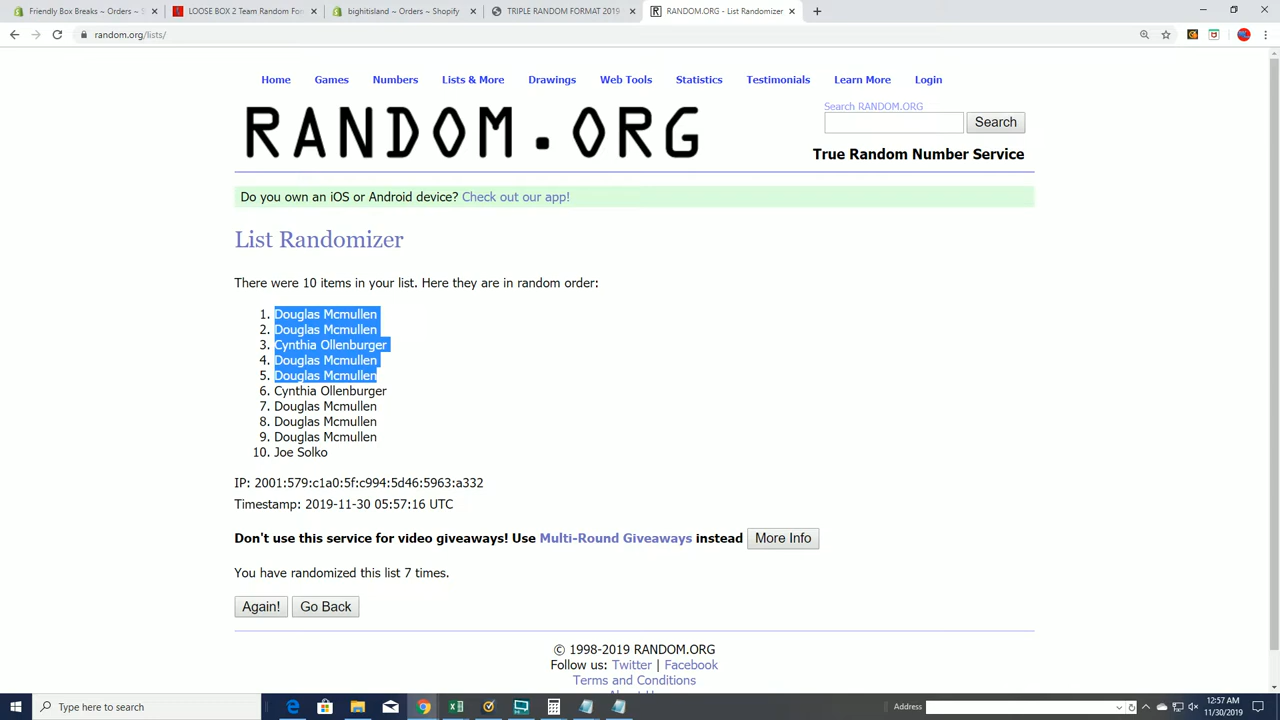 Friendly Box Breaks ~ Orders ~ S
LOOSE BOX 2 Team Random For
bighitisland ~ Orders ~ Shopify
TRIPLE RANDOM FORMAT 2019
RANDOM.ORG - List Randomizer
random.org/lists/
Home Games Numbers Lists & More Drawings Web Tools Statistics Testimonials Learn More Login
RANDOM.ORG
Search RANDOM.ORG
Search
True Random Number Service
Do you own an iOS or Android device? Check out our app!
List Randomizer
There were 10 items in your list. Here they are in random order:
1. Douglas Mcmullen
2. Douglas Mcmullen
3. Cynthia Ollenburger
4. Douglas Mcmullen
5. Douglas Mcmullen
6. Cynthia Ollenburger
7. Douglas Mcmullen
8. Douglas Mcmullen
9. Douglas Mcmullen
10. Joe Solko
IP: 2001:579:c1a0:5f:c994:5d46:5963:a332
Timestamp: 2019-11-30 05:57:16 UTC
Don't use this service for video giveaways! Use Multi-Round Giveaways instead More Info
You have randomized this list 7 times.
Again! Go Back
© 1998-2019 RANDOM.ORG
Follow us: Twitter | Facebook
Terms and Conditions
Type here to search
Address
12:57 AM
11/30/2019